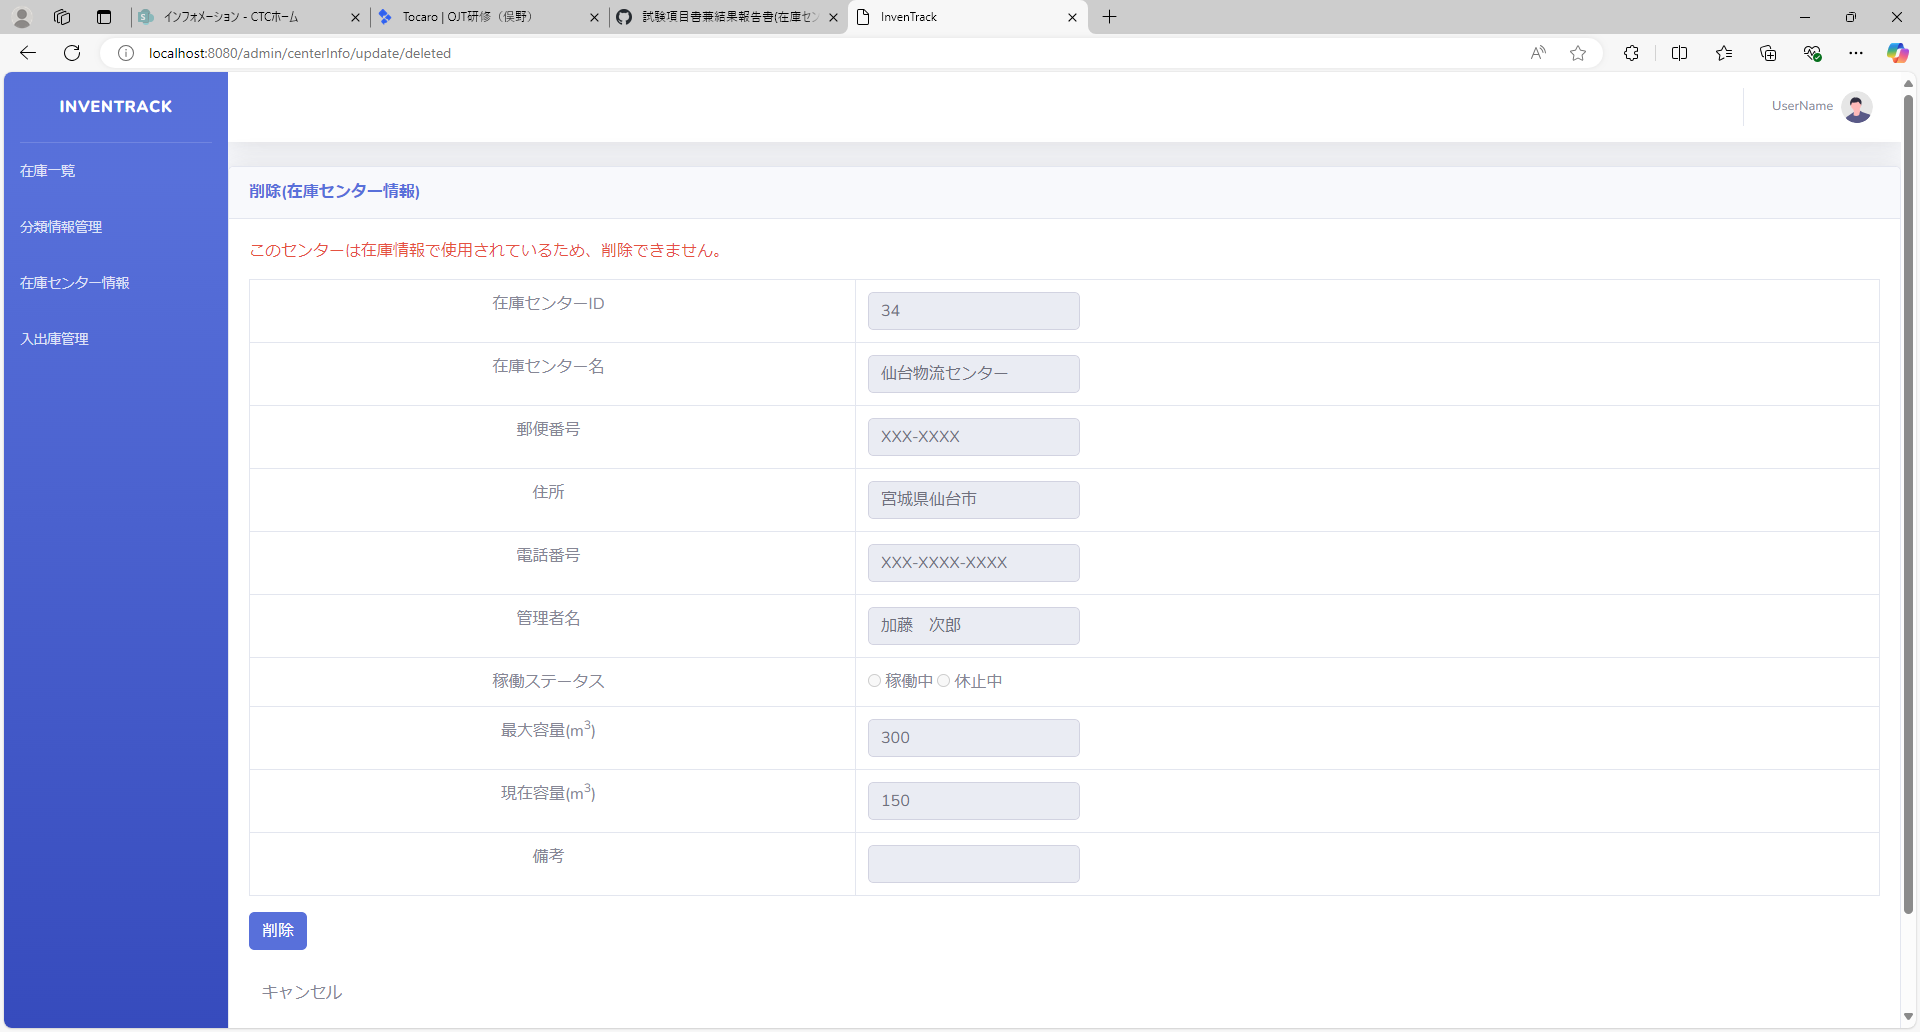 インフォメーション - CTCホーム
Tocaro | OJT研修（俣野）
試験項目書兼結果報告書(在庫セン
InvenTrack
localhost:8080/admin/centerInfo/update/deleted
INVENTRACK
UserName
在庫一覧
分類情報管理
在庫センター情報
入出庫管理
削除(在庫センター情報)
このセンターは在庫情報で使用されているため、削除できません。
在庫センターID 34
在庫センター名 仙台物流センター
郵便番号 XXX-XXXX
住所 宮城県仙台市
電話番号 XXX-XXXX-XXXX
管理者名 加藤　次郎
稼働ステータス 稼働中 休止中
最大容量(m³) 300
現在容量(m³) 150
備考
削除
キャンセル